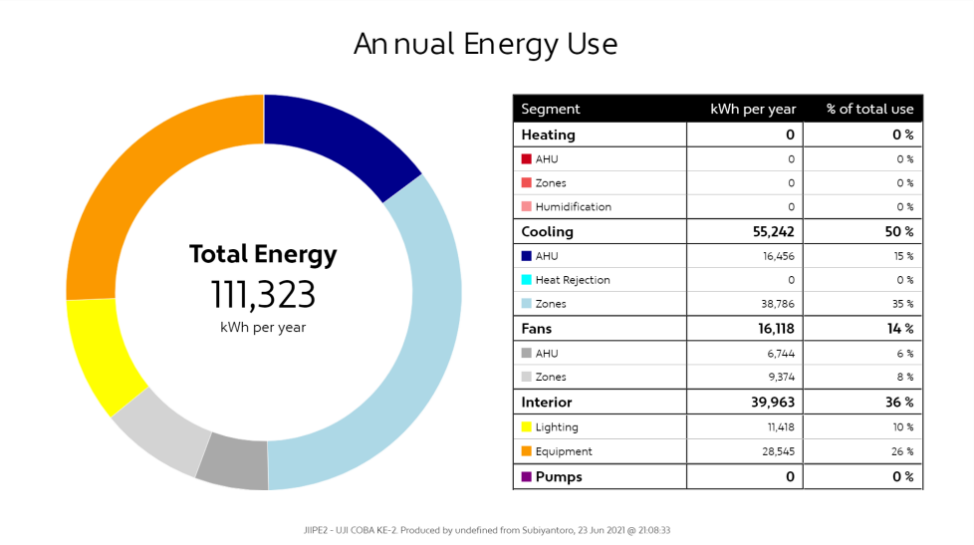 Annual Energy Use
Total Energy
111,323
kWh per year
Segment kWh per year % of total use
Heating 0 0 %
AHU 0 0 %
Zones 0 0 %
Humidification 0 0 %
Cooling 55,242 50 %
AHU 16,456 15 %
Heat Rejection 0 0 %
Zones 38,786 35 %
Fans 16,118 14 %
AHU 6,744 6 %
Zones 9,374 8 %
Interior 39,963 36 %
Lighting 11,418 10 %
Equipment 28,545 26 %
Pumps 0 0 %
JIIPE2 - UJI COBA KE-2. Produced by undefined from Subiyantoro, 23 Jun 2021 @ 21:08:33